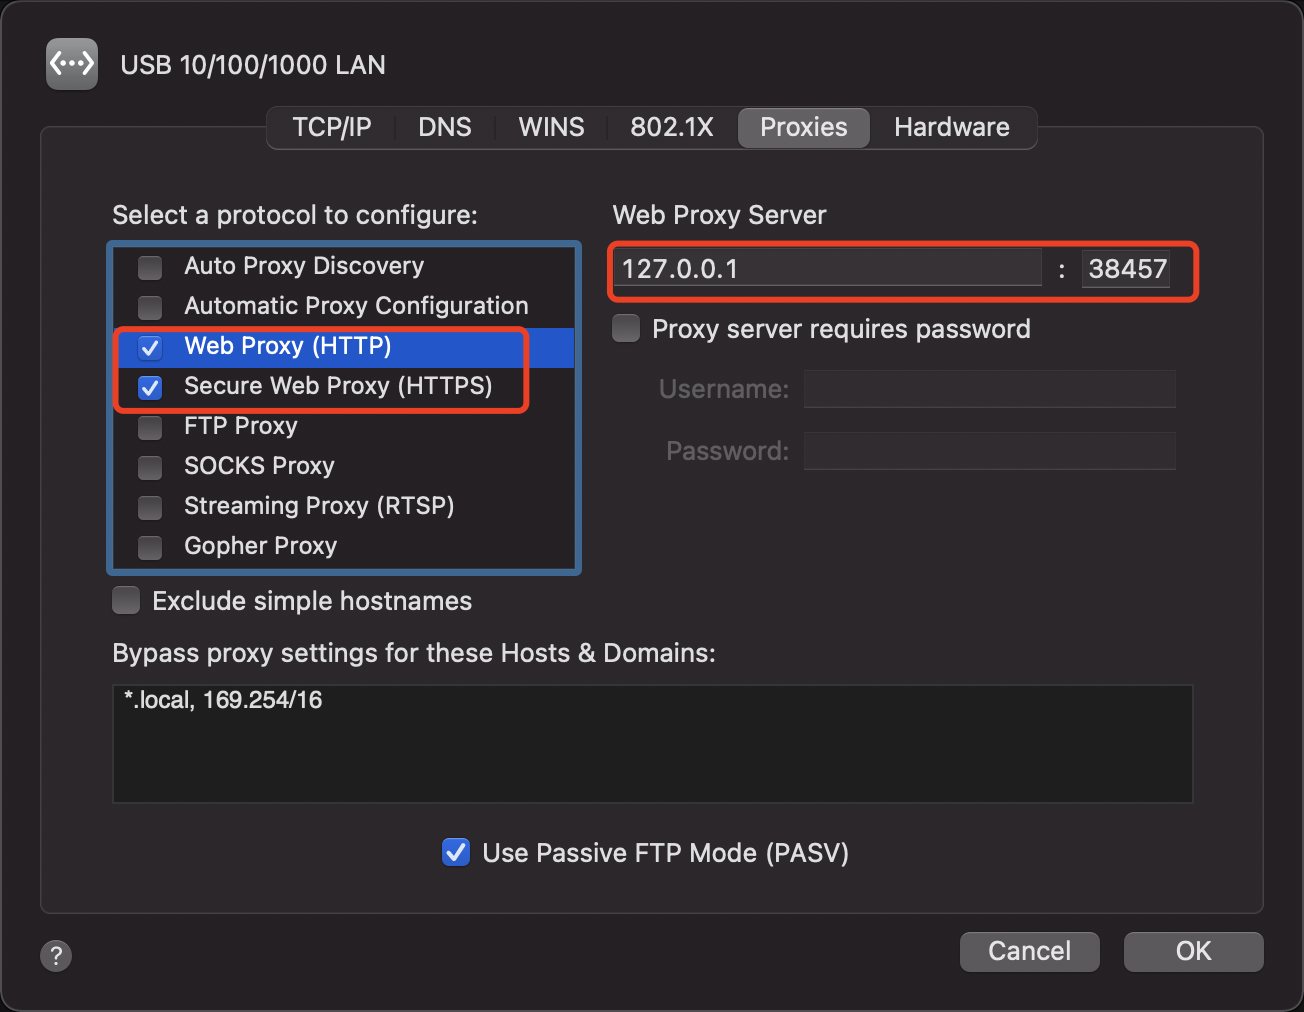 USB 10/100/1000 LAN
TCP/IP DNS WINS 802.1X Proxies Hardware
Select a protocol to configure:
Auto Proxy Discovery
Automatic Proxy Configuration
Web Proxy (HTTP)
Secure Web Proxy (HTTPS)
FTP Proxy
SOCKS Proxy
Streaming Proxy (RTSP)
Gopher Proxy
Web Proxy Server
127.0.0.1 : 38457
Proxy server requires password
Username:
Password:
Exclude simple hostnames
Bypass proxy settings for these Hosts & Domains:
*.local, 169.254/16
Use Passive FTP Mode (PASV)
? Cancel OK